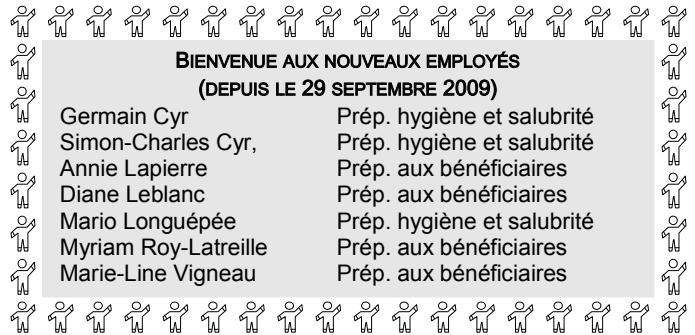 BIENVENUE AUX NOUVEAUX EMPLOYÉS
(DEPUIS LE 29 SEPTEMBRE 2009)
Germain Cyr Prép. hygiène et salubrité
Simon-Charles Cyr, Prép. hygiène et salubrité
Annie Lapierre Prép. aux bénéficiaires
Diane Leblanc Prép. aux bénéficiaires
Mario Longuépée Prép. hygiène et salubrité
Myriam Roy-Latreille Prép. aux bénéficiaires
Marie-Line Vigneau Prép. aux bénéficiaires